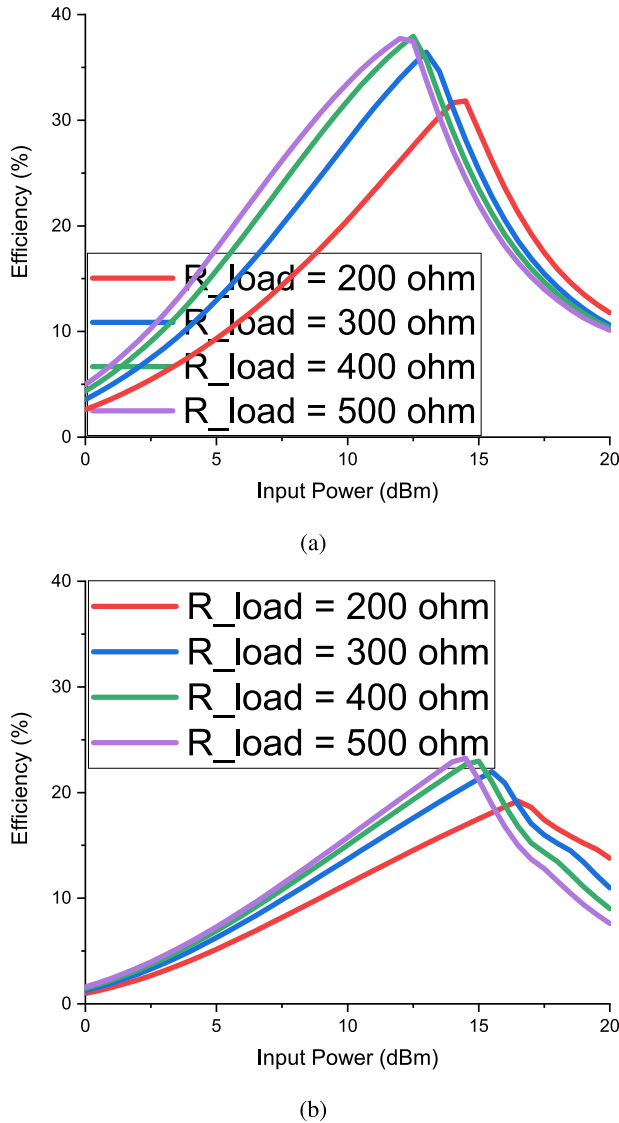 40
30
20
10
0
Efficiency (%)
R_load = 200 ohm
R_load = 300 ohm
R_load = 400 ohm
R_load = 500 ohm
0 5 10 15 20
Input Power (dBm)
(a)
40
30
20
10
0
Efficiency (%)
R_load = 200 ohm
R_load = 300 ohm
R_load = 400 ohm
R_load = 500 ohm
0 5 10 15 20
Input Power (dBm)
(b)